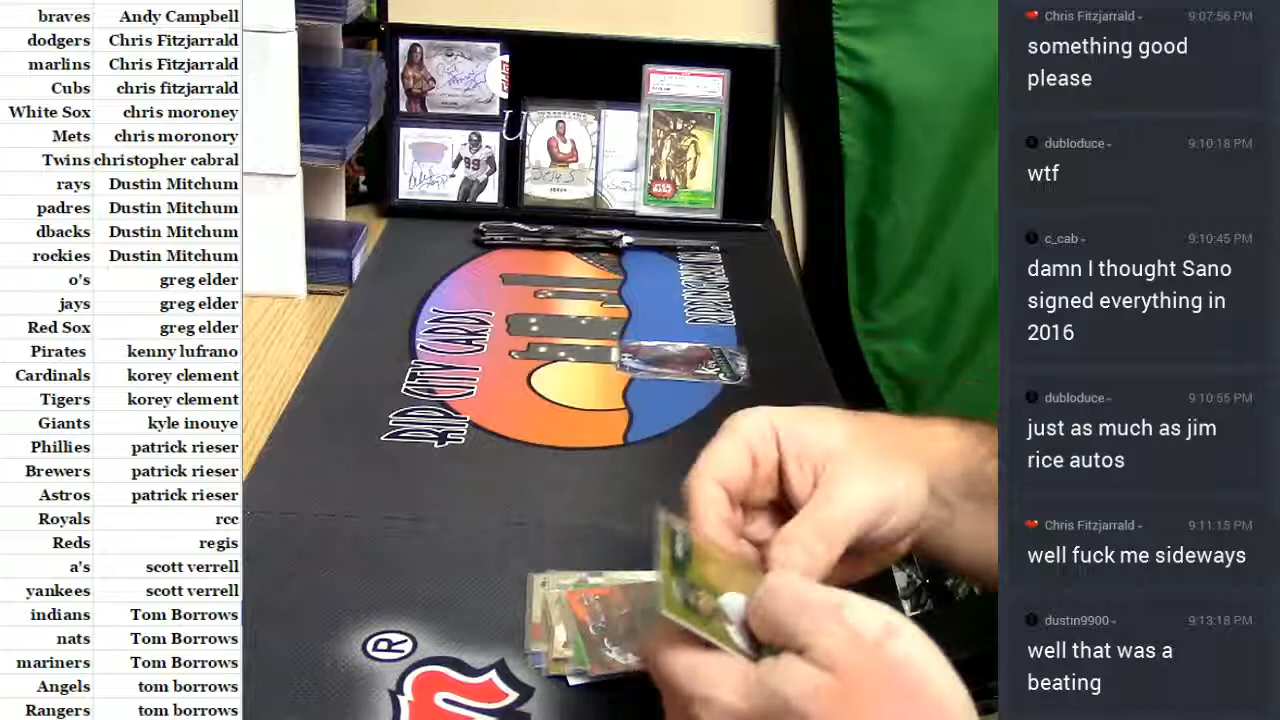 braves Andy Campbell
dodgers Chris Fitzjarrald
marlins Chris Fitzjarrald
Cubs chris fitzjarrald
White Sox chris moroney
Mets chris moronory
Twins christopher cabral
rays Dustin Mitchum
padres Dustin Mitchum
dbacks Dustin Mitchum
rockies Dustin Mitchum
o's greg elder
jays greg elder
Red Sox greg elder
Pirates kenny lufrano
Cardinals korey clement
Tigers korey clement
Giants kyle inouye
Phillies patrick rieser
Brewers patrick rieser
Astros patrick rieser
Royals rcc
Reds regis
a's scott verrell
yankees scott verrell
indians Tom Borrows
nats Tom Borrows
mariners Tom Borrows
Angels tom borrows
Rangers tom borrows
RIP CITY CARDS
®
Chris Fitzjarrald 9:07:56 PM
something good
please
dubloduce 9:10:18 PM
wtf
c_cab 9:10:45 PM
damn I thought Sano
signed everything in
2016
dubloduce 9:10:55 PM
just as much as jim
rice autos
Chris Fitzjarrald 9:11:15 PM
well fuck me sideways
dustin9900 9:13:18 PM
well that was a
beating